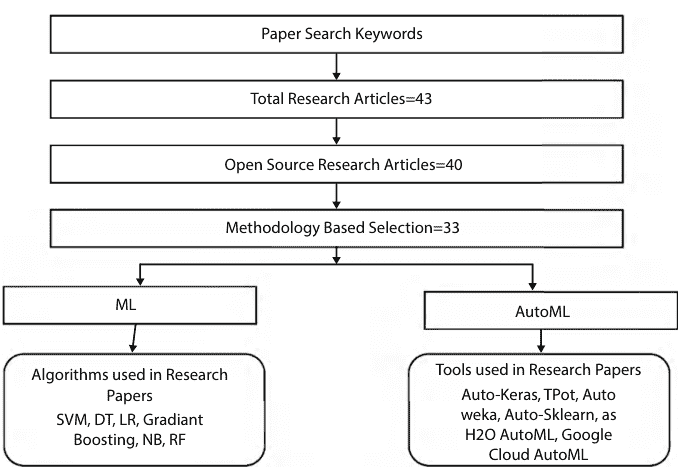 Paper Search Keywords
Total Research Articles=43
Open Source Research Articles=40
Methodology Based Selection=33
ML
AutoML
Algorithms used in Research
Papers
SVM, DT, LR, Gradiant
Boosting, NB, RF
Tools used in Research Papers
Auto-Keras, TPot, Auto
weka, Auto-Sklearn, as
H2O AutoML, Google
Cloud AutoML